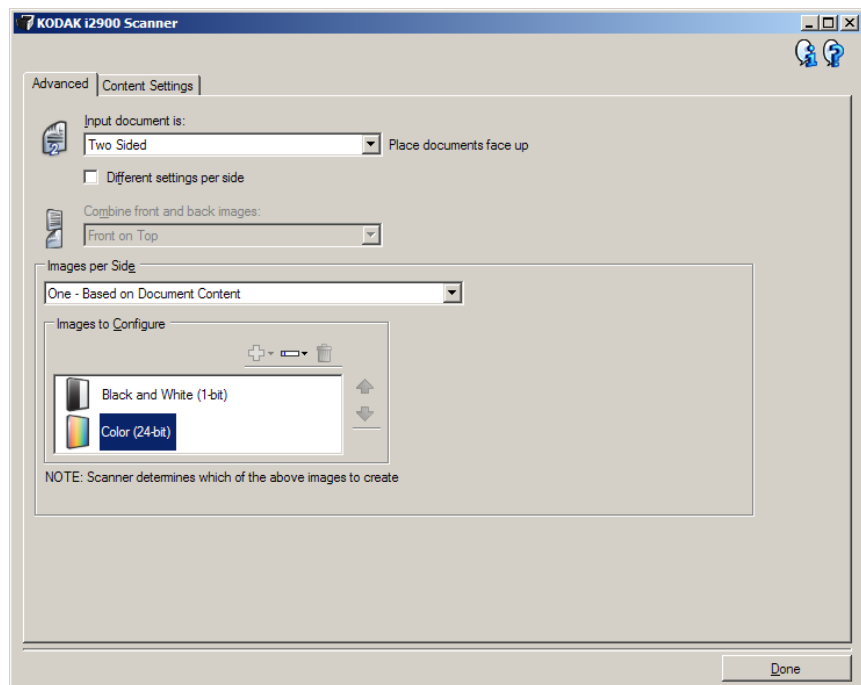 KODAK i2900 Scanner
Advanced
Content Settings
Input document is:
Two Sided
Place documents face up
Different settings per side
Combine front and back images:
Front on Top
Images per Side
One - Based on Document Content
Images to Configure
Black and White (1-bit)
Color (24-bit)
NOTE: Scanner determines which of the above images to create
Done